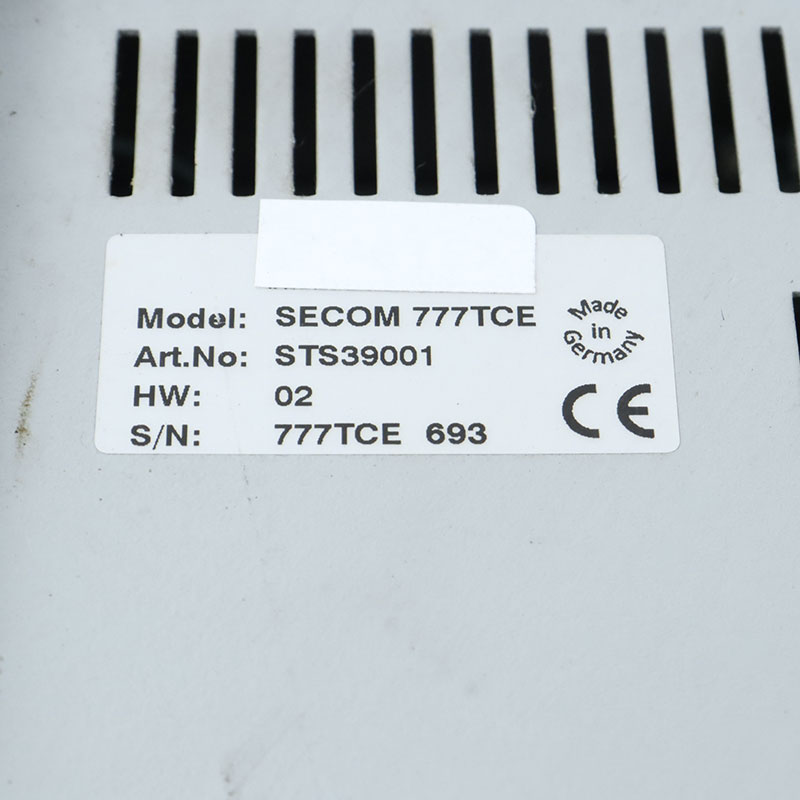 Model: SECOM 777TCE
Art.No: STS39001
HW: 02
S/N: 777TCE 693
Made
in
Germany
CE